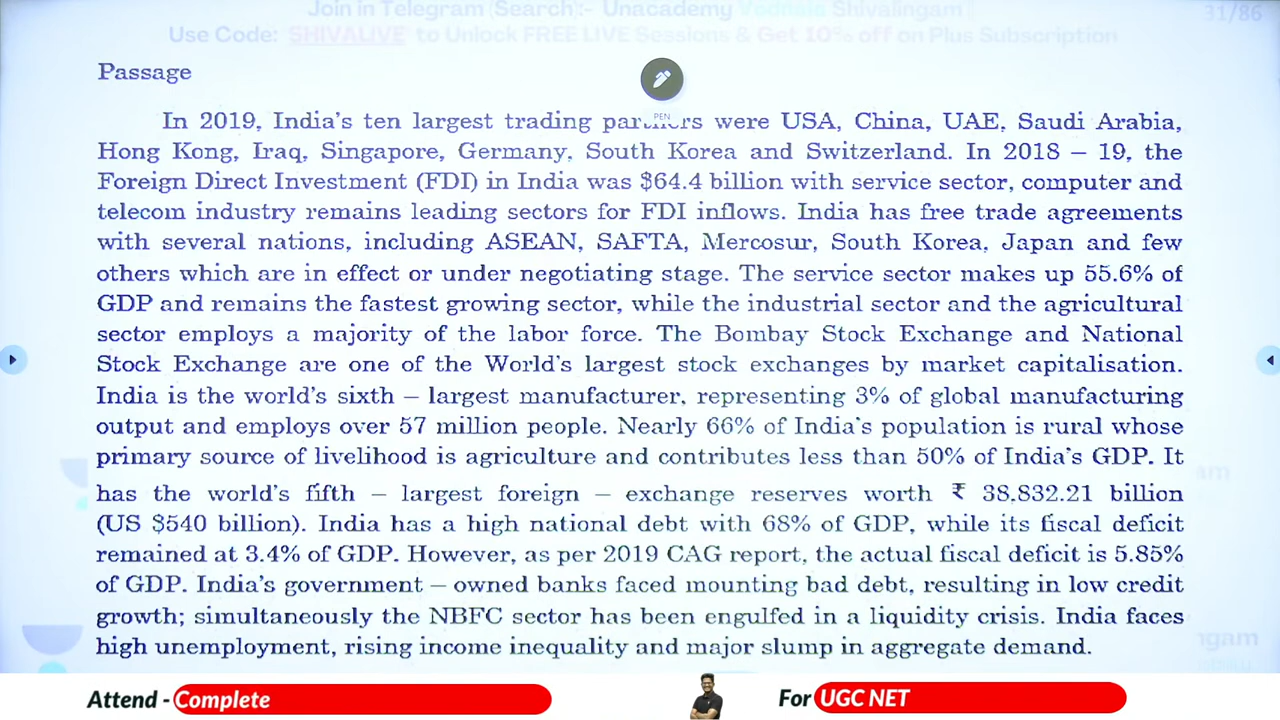 Join in Telegram (Search):- Unacademy Vedhala Shivalingam
31/86
Use Code: SHIVALIVE to Unlock FREE LIVE Sessions & Get 10% off on Plus Subscription
Passage
PEN
In 2019, India's ten largest trading partners were USA, China, UAE, Saudi Arabia,
Hong Kong, Iraq, Singapore, Germany, South Korea and Switzerland. In 2018 – 19, the
Foreign Direct Investment (FDI) in India was $64.4 billion with service sector, computer and
telecom industry remains leading sectors for FDI inflows. India has free trade agreements
with several nations, including ASEAN, SAFTA, Mercosur, South Korea, Japan and few
others which are in effect or under negotiating stage. The service sector makes up 55.6% of
GDP and remains the fastest growing sector, while the industrial sector and the agricultural
sector employs a majority of the labor force. The Bombay Stock Exchange and National
Stock Exchange are one of the World's largest stock exchanges by market capitalisation.
India is the world's sixth – largest manufacturer, representing 3% of global manufacturing
output and employs over 57 million people. Nearly 66% of India's population is rural whose
primary source of livelihood is agriculture and contributes less than 50% of India's GDP. It
has the world's fifth – largest foreign – exchange reserves worth ₹ 38,832.21 billion
(US $540 billion). India has a high national debt with 68% of GDP, while its fiscal deficit
remained at 3.4% of GDP. However, as per 2019 CAG report, the actual fiscal deficit is 5.85%
of GDP. India's government – owned banks faced mounting bad debt, resulting in low credit
growth; simultaneously the NBFC sector has been engulfed in a liquidity crisis. India faces
high unemployment, rising income inequality and major slump in aggregate demand.
Attend - Complete
For UGC NET